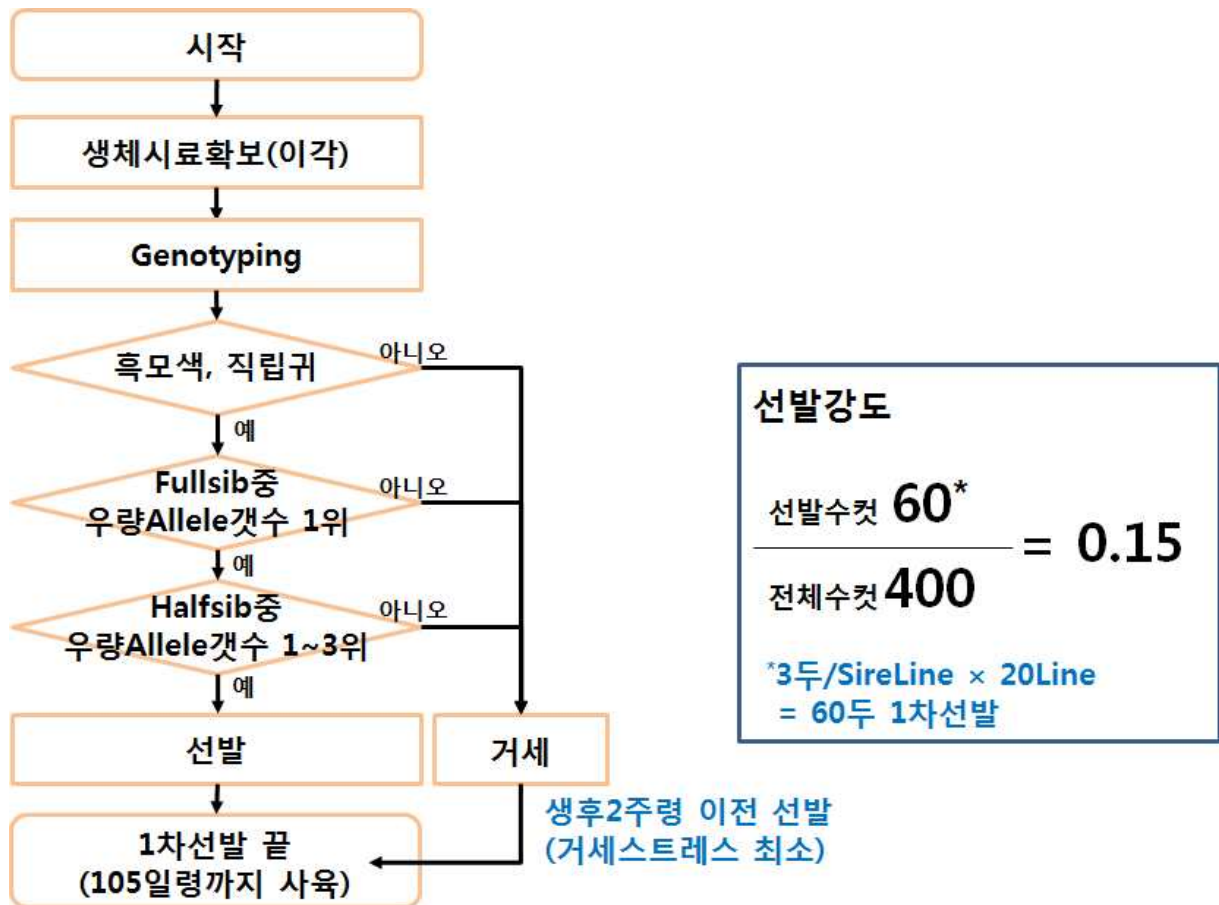 시작
생체시료확보(이각)
Genotyping
흑모색, 직립귀
아니오
예
Fullsib중
우량Allele갯수 1위
아니오
예
Halfsib중
우량Allele갯수 1~3위
아니오
예
선발
거세
생후2주령 이전 선발
(거세스트레스 최소)
1차선발 끝
(105일령까지 사육)
선발강도
선발수컷 60*
전체수컷 400
= 0.15
*3두/SireLine × 20Line
= 60두 1차선발